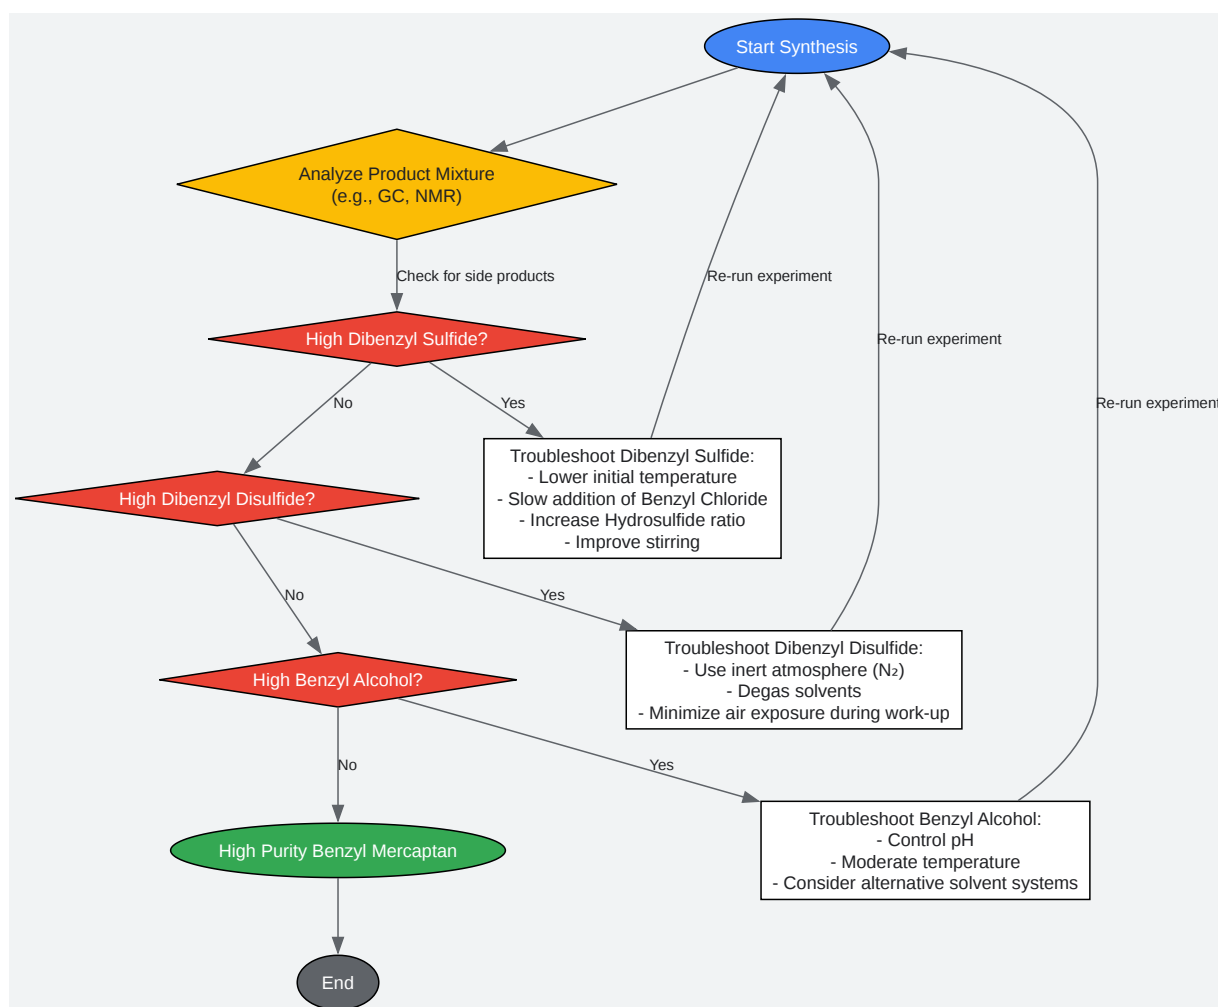 Start Synthesis
Analyze Product Mixture
(e.g., GC, NMR)
Check for side products
Re-run experiment
High Dibenzyl Sulfide?
Re-run experiment
No
Yes
Re-run experiment
Troubleshoot Dibenzyl Sulfide:
- Lower initial temperature
- Slow addition of Benzyl Chloride
- Increase Hydrosulfide ratio
- Improve stirring
High Dibenzyl Disulfide?
No
Yes
Troubleshoot Dibenzyl Disulfide:
- Use inert atmosphere (N₂)
- Degas solvents
- Minimize air exposure during work-up
High Benzyl Alcohol?
No
Yes
Troubleshoot Benzyl Alcohol:
- Control pH
- Moderate temperature
- Consider alternative solvent systems
High Purity Benzyl Mercaptan
End